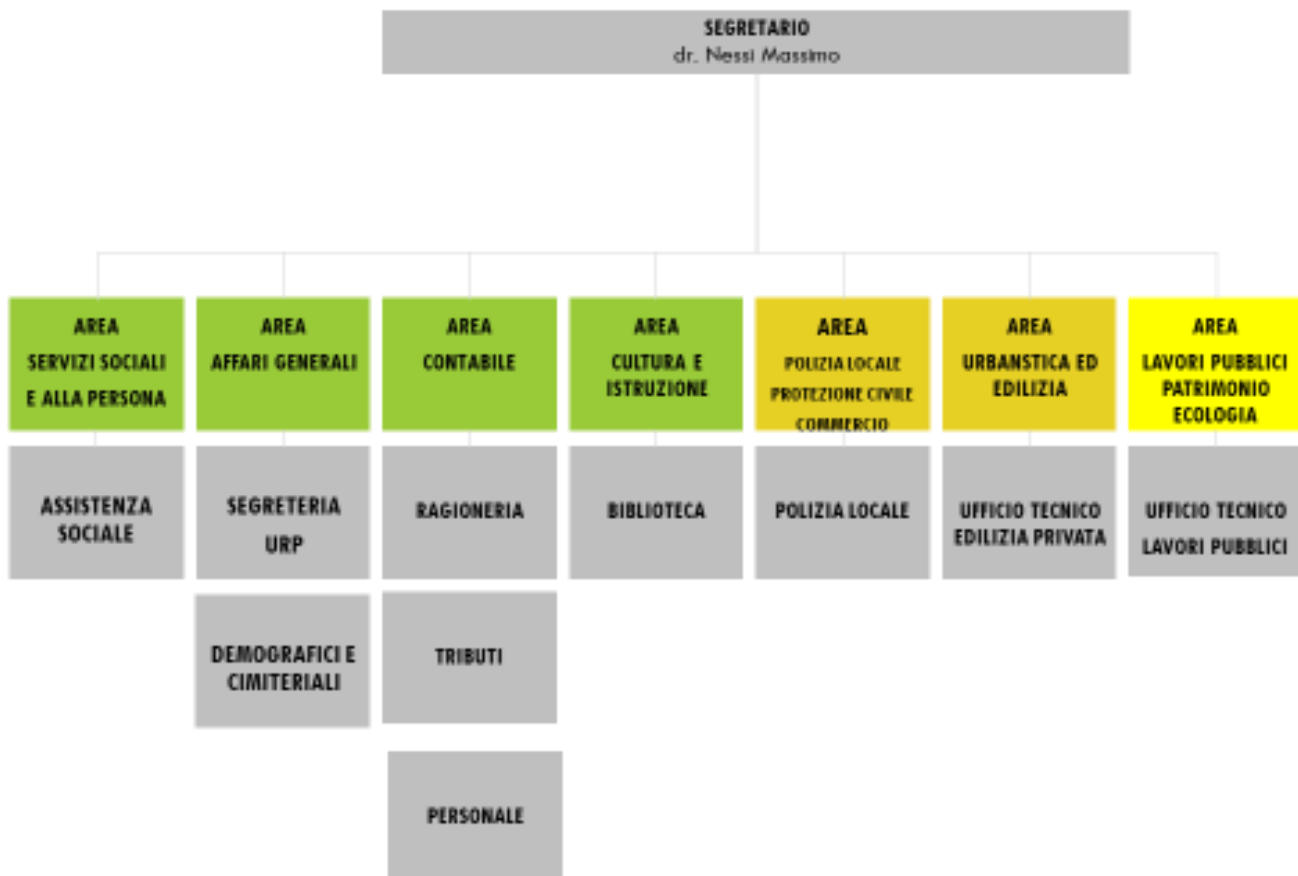 SEGRETARIO
dr. Nessi Massimo
AREA
SERVIZI SOCIALI
E ALLA PERSONA
AREA
AFFARI GENERALI
AREA
CONTABILE
AREA
CULTURA E
ISTRUZIONE
AREA
POLIZIA LOCALE
PROTEZIONE CIVILE
COMMERCIO
AREA
URBANSTICA ED
EDILIZIA
AREA
LAVORI PUBBLICI
PATRIMONIO
ECOLOGIA
ASSISTENZA
SOCIALE
SEGRETERIA
URP
RAGIONERIA
BIBLIOTECA
POLIZIA LOCALE
UFFICIO TECNICO
EDILIZIA PRIVATA
UFFICIO TECNICO
LAVORI PUBBLICI
DEMOGRAFICI E
CIMITERIALI
TRIBUTI
PERSONALE